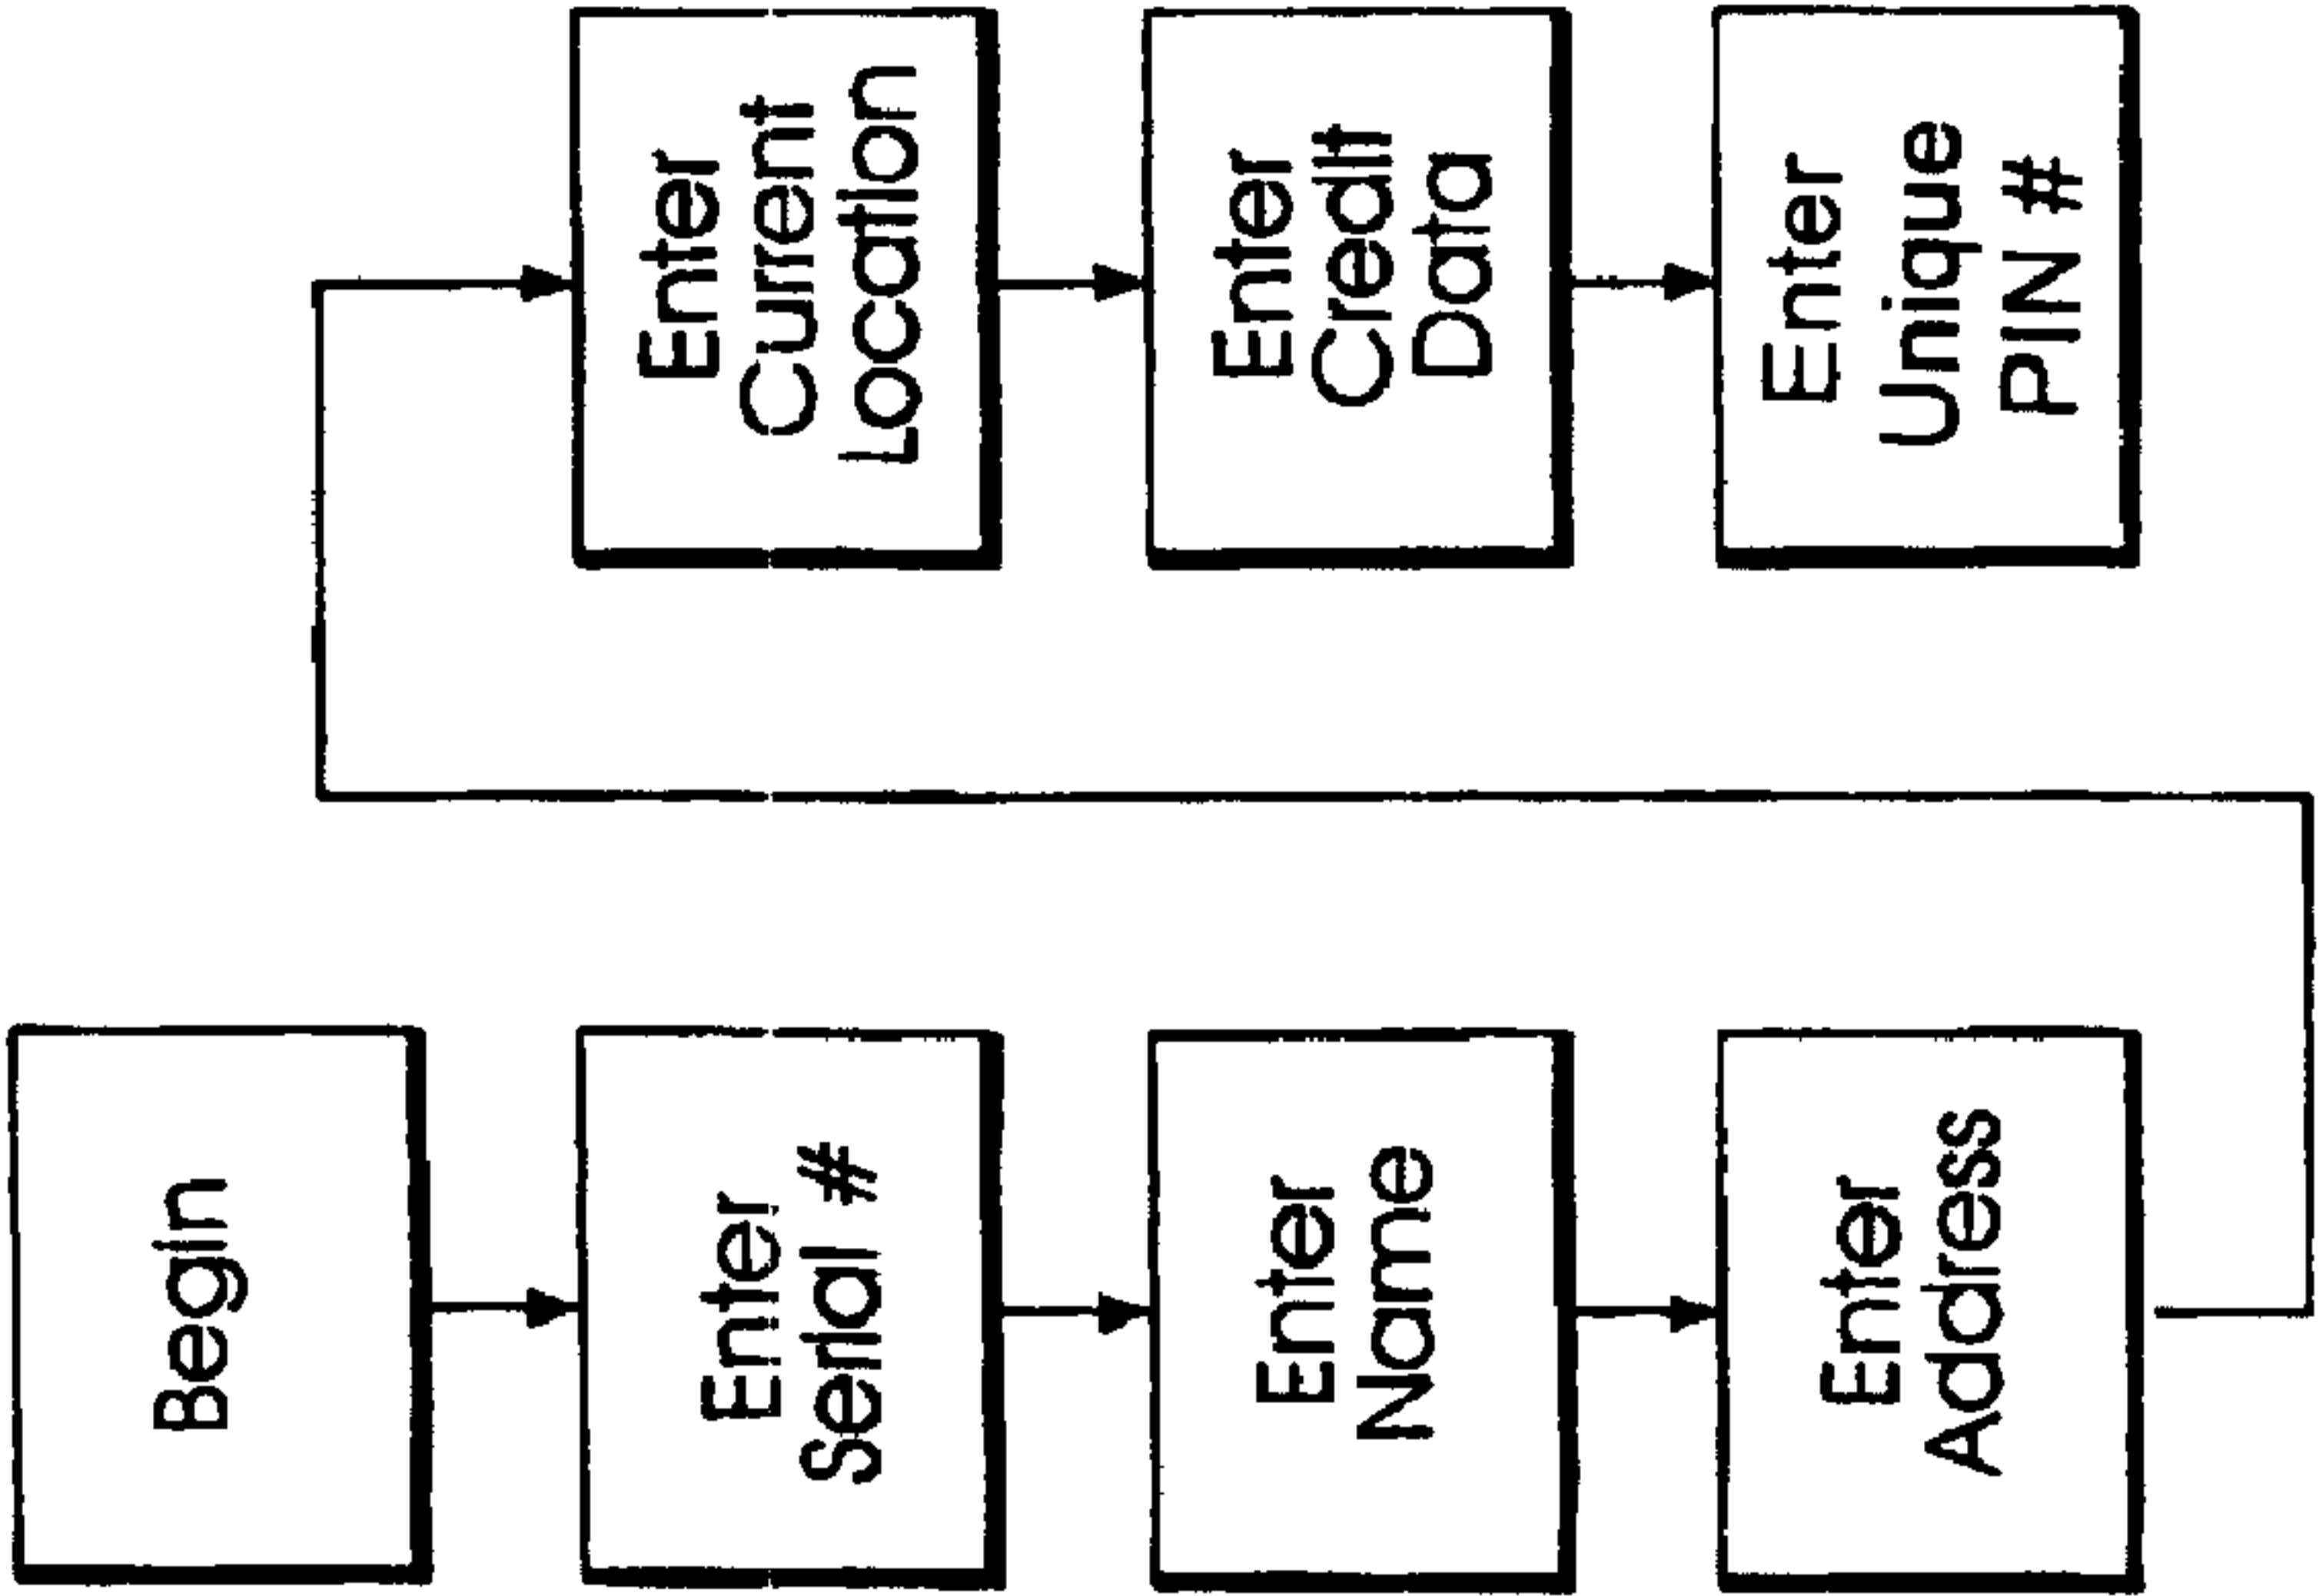 Begin
Enter
Serial #
Enter
Name
Enter
Address
Enter
Current
Location
Enter
Credit
Data
Enter
Unique
PIN #